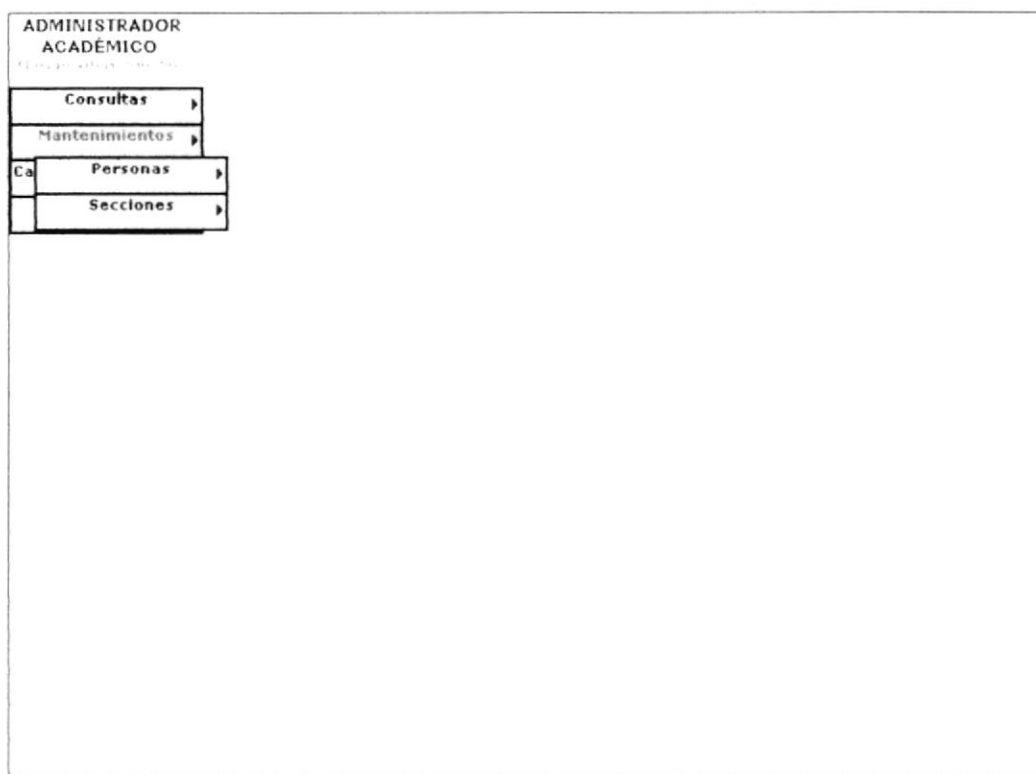 ADMINISTRADOR
ACADÉMICO
Consultas
Mantenimientos
Ca
Personas
Secciones